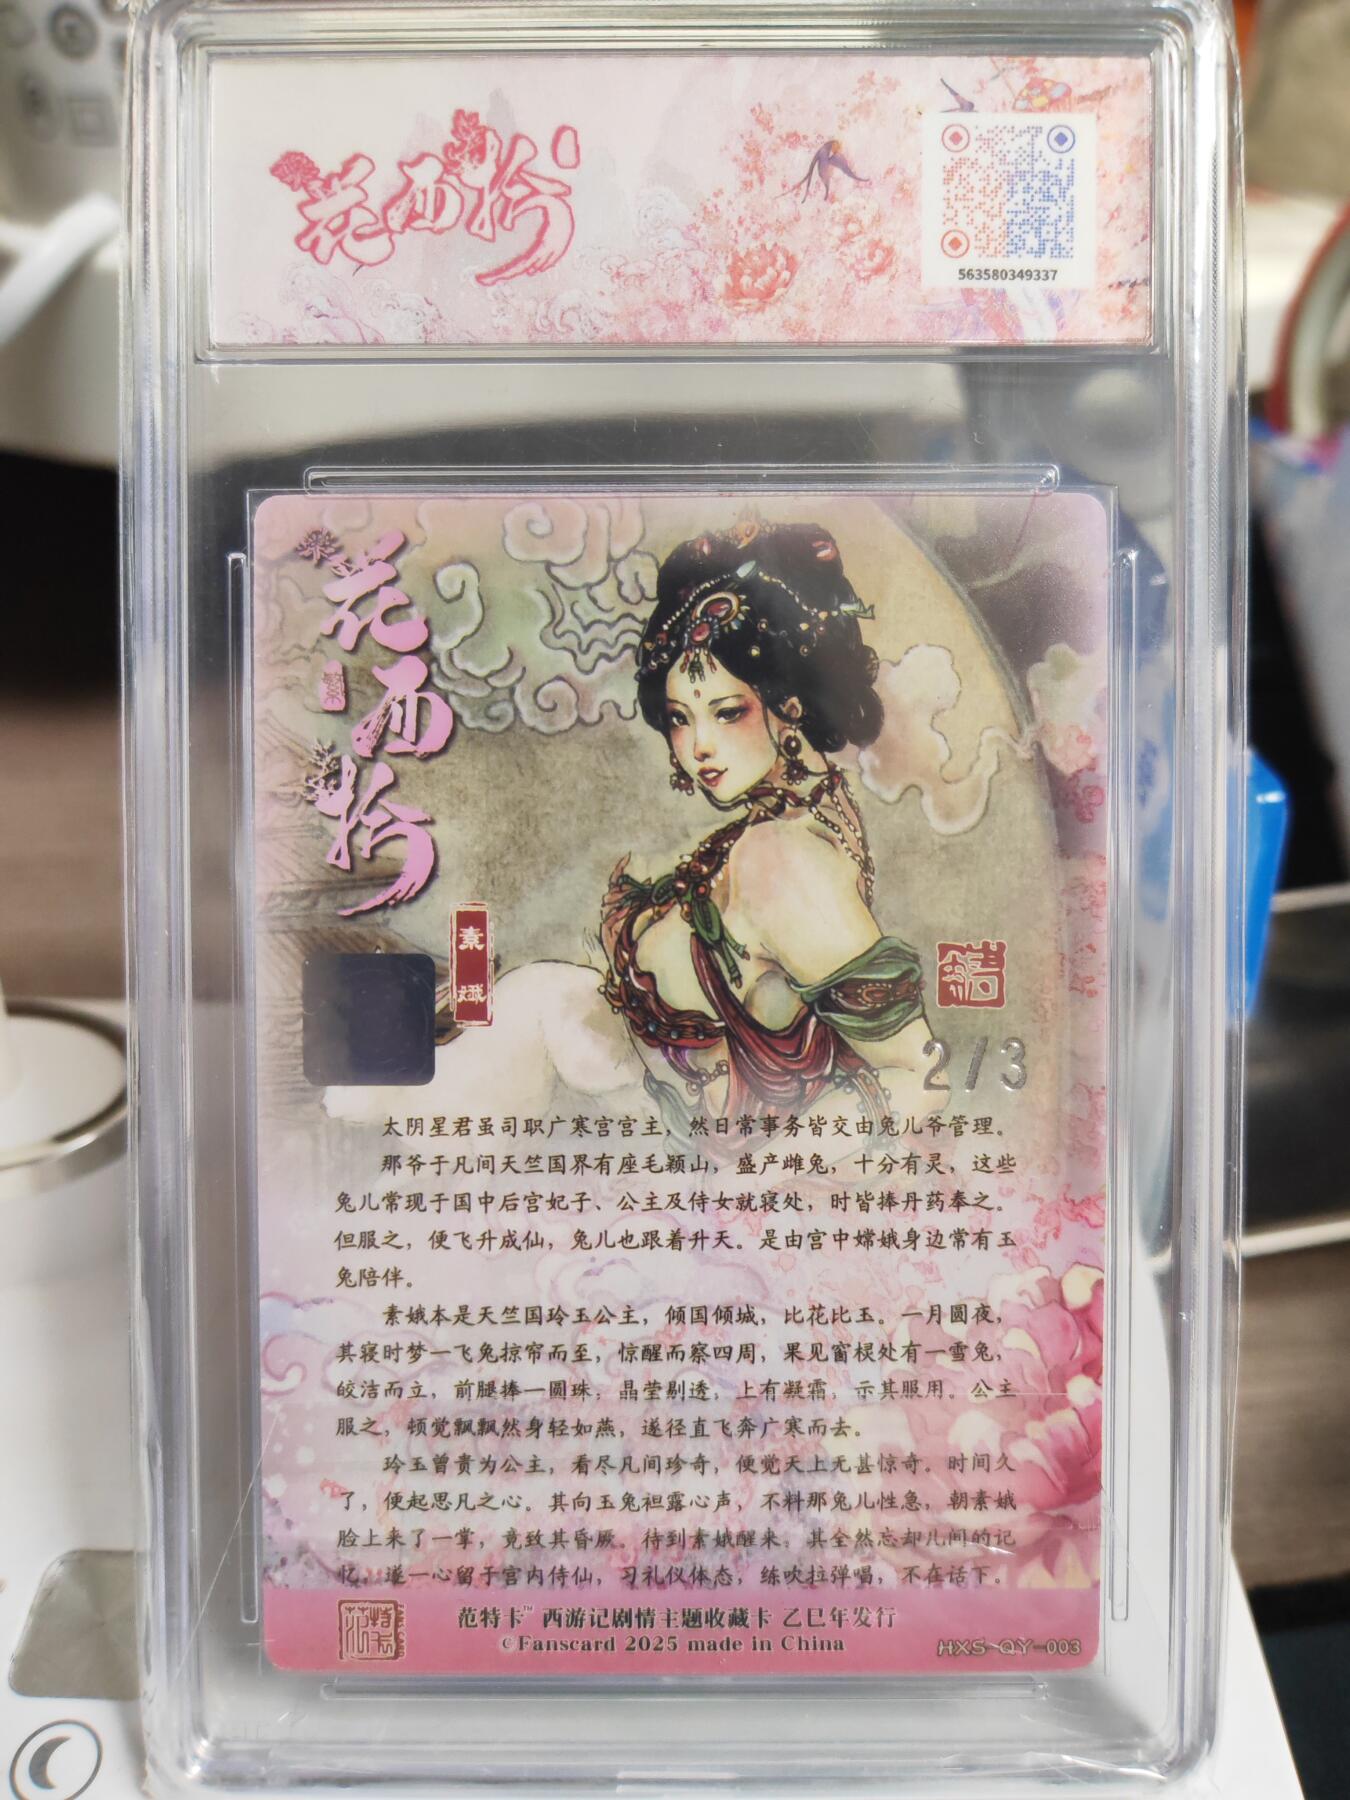 花西拾
563580349337
花西拾
素娥
2/3
太阴星君虽司职广寒宫宫主，然日常事务皆交由兔儿爷管理。
那爷于凡间天竺国界有座毛颖山，盛产雌兔，十分有灵，这些
兔儿常现于国中后宫妃子、公主及侍女就寝处，时皆捧丹药奉之。
但服之，便飞升成仙，兔儿也跟着升天。是由宫中嫦娥身边常有玉
兔陪伴。
素娥本是天竺国玲玉公主，倾国倾城，比花比玉。一月圆夜，
其寝时梦一飞兔掠帘而至，惊醒而察四周，果见窗棂处有一雪兔，
皎洁而立，前腿捧一圆珠，晶莹剔透，上有凝霜，示其服用。公主
服之，顿觉飘飘然身轻如燕，遂径直飞奔广寒而去。
玲玉曾贵为公主，看尽凡间珍奇，便觉天上无甚惊奇。时间久
了，便起思凡之心。其向玉兔袒露心声，不料那兔儿性急，朝素娥
脸上来了一掌，竟致其昏厥。待到素娥醒来，其全然忘却凡间的记
忆，遂一心留于宫内侍仙，习礼仪体态，练吹拉弹唱，不在话下。
范特卡™ 西游记剧情主题收藏卡 乙巳年发行
©Fanscard 2025 made in China
HXS-QY-003